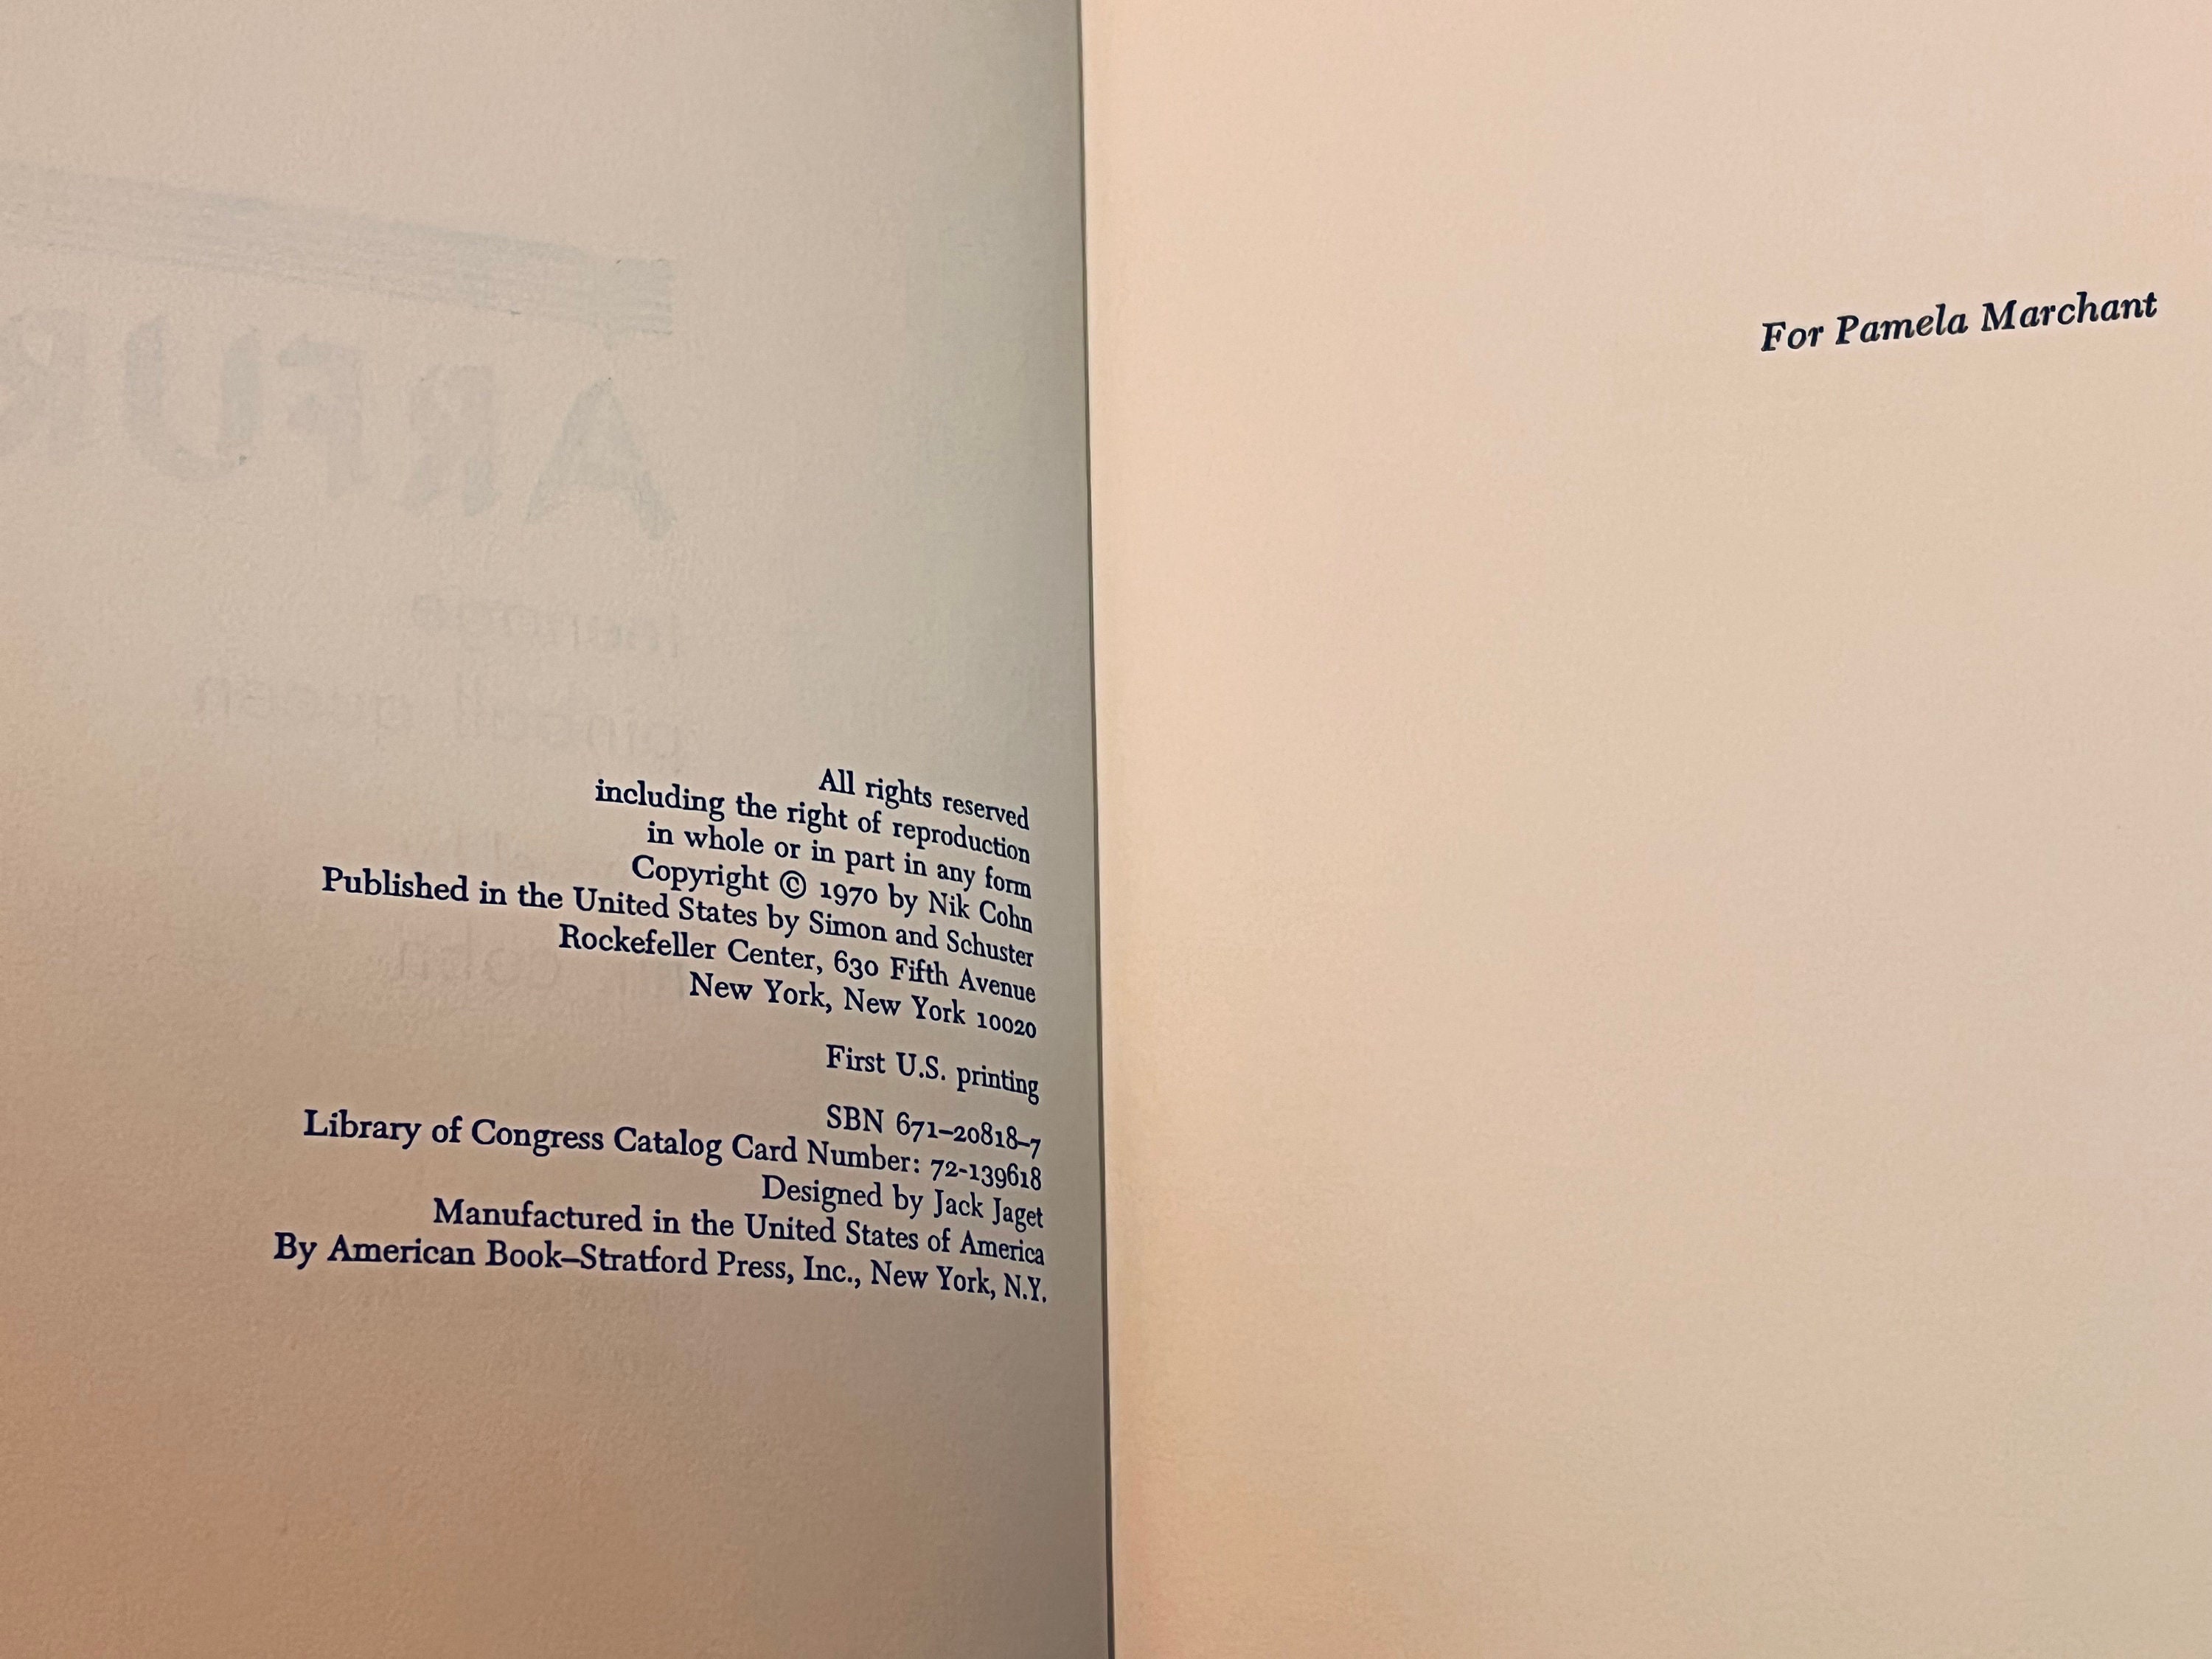 All rights reserved
including the right of reproduction
in whole or in part in any form
Copyright © 1970 by Nik Cohn
Published in the United States by Simon and Schuster
Rockefeller Center, 630 Fifth Avenue
New York, New York 10020
First U.S. printing
SBN 671–20818–7
Library of Congress Catalog Card Number: 72-139618
Designed by Jack Jaget
Manufactured in the United States of America
By American Book–Stratford Press, Inc., New York, N.Y.
For Pamela Marchant